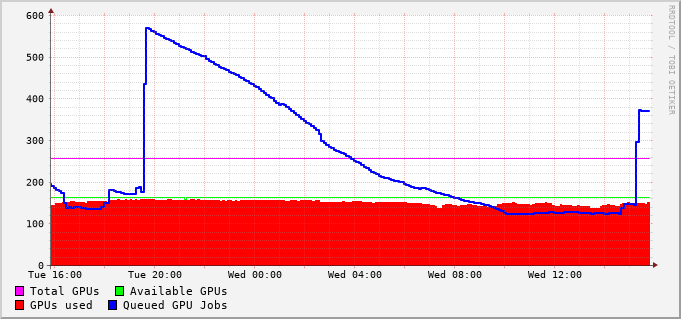 RRDTOOL / TOBI OETIKER
600
500
400
300
200
100
0
Tue 16:00 Tue 20:00 Wed 00:00 Wed 04:00 Wed 08:00 Wed 12:00
Total GPUs Available GPUs
GPUs used Queued GPU Jobs